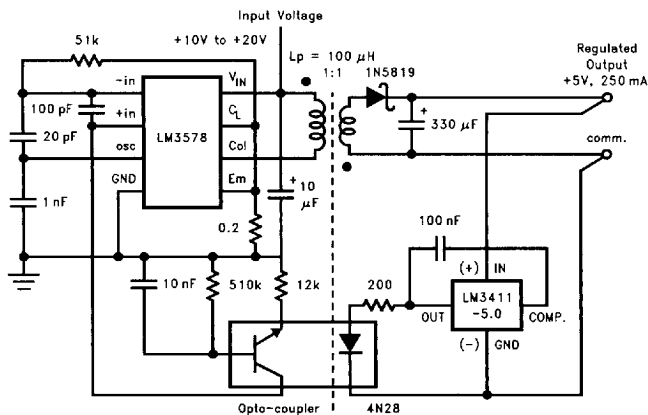 Input Voltage
+10V to +20V
51k
Lp = 100 μH
1:1
1N5819
Regulated
Output
+5V, 250 mA
-in
VIN
100 pF
+in
LM3578
CL
+
330 μF
20 pF
osc
Col
comm.
GND
Em
+
10
μF
1 nF
0.2
100 nF
(+)
IN
10 nF
510k
12k
200
LM3411
-5.0
OUT
COMP.
(-)
GND
Opto-coupler
4N28